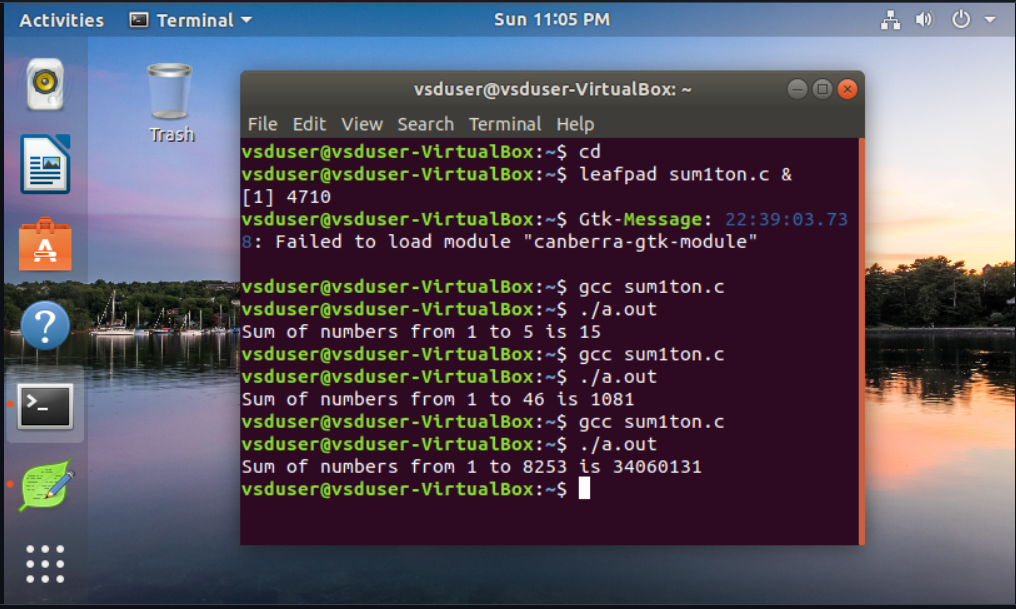 Activities Terminal Sun 11:05 PM
Trash
vsduser@vsduser-VirtualBox: ~
File Edit View Search Terminal Help
vsduser@vsduser-VirtualBox:~$ cd
vsduser@vsduser-VirtualBox:~$ leafpad sum1ton.c &
[1] 4710
vsduser@vsduser-VirtualBox:~$ Gtk-Message: 22:39:03.73
8: Failed to load module "canberra-gtk-module"
vsduser@vsduser-VirtualBox:~$ gcc sum1ton.c
vsduser@vsduser-VirtualBox:~$ ./a.out
Sum of numbers from 1 to 5 is 15
vsduser@vsduser-VirtualBox:~$ gcc sum1ton.c
vsduser@vsduser-VirtualBox:~$ ./a.out
Sum of numbers from 1 to 46 is 1081
vsduser@vsduser-VirtualBox:~$ gcc sum1ton.c
vsduser@vsduser-VirtualBox:~$ ./a.out
Sum of numbers from 1 to 8253 is 34060131
vsduser@vsduser-VirtualBox:~$